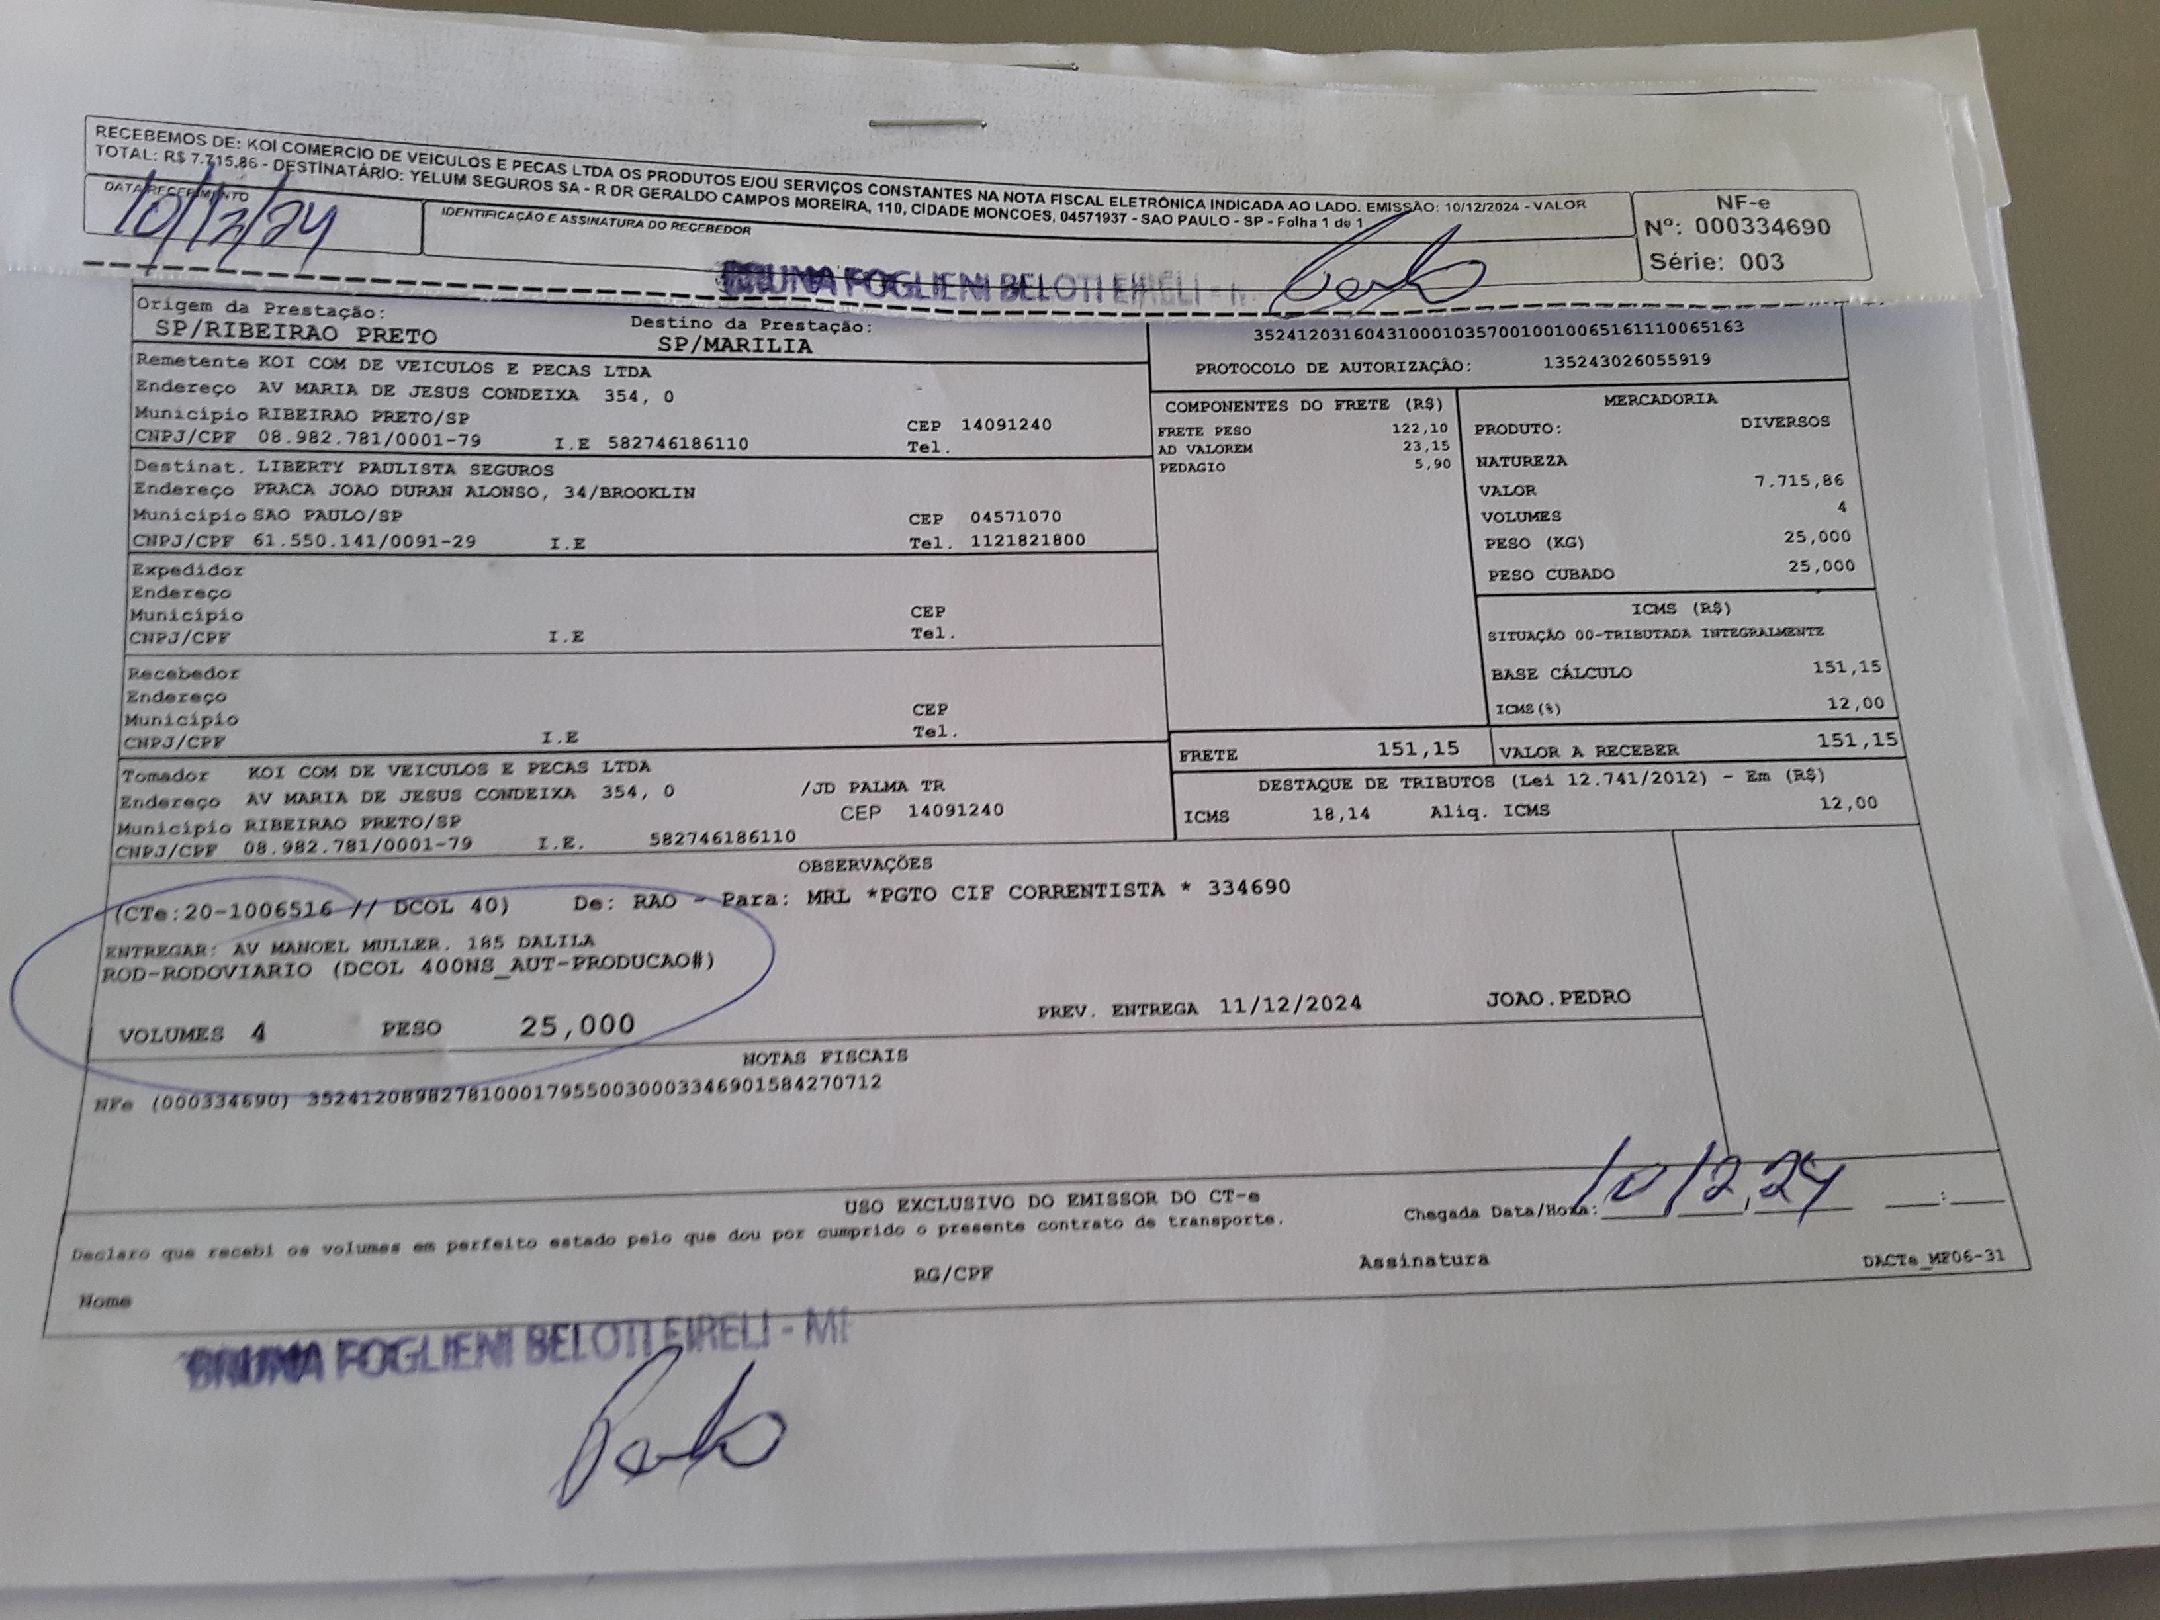 RECEBEMOS DE: KOI COMERCIO DE VEICULOS E PECAS LTDA OS PRODUTOS E/OU SERVIÇOS CONSTANTES NA NOTA FISCAL ELETRÔNICA INDICADA AO LADO. EMISSÃO: 10/12/2024 - VALOR
TOTAL: R$ 7.715,86 - DESTINATÁRIO: YELUM SEGUROS SA - R DR GERALDO CAMPOS MOREIRA, 110, CIDADE MONCOES, 04571937 - SAO PAULO - SP - Folha 1 de 1
NF-e
Nº: 000334690
Série: 003
DATA RECEBIMENTO
10/12/24
IDENTIFICAÇÃO E ASSINATURA DO RECEBEDOR
BRUNA FOGLIENI BELOTI EIRELI -
Origem da Prestação: Destino da Prestação:
SP/RIBEIRAO PRETO SP/MARILIA
35241203160431000103570010010065161110065163
PROTOCOLO DE AUTORIZAÇÃO: 135243026055919
Remetente KOI COM DE VEICULOS E PECAS LTDA
Endereço AV MARIA DE JESUS CONDEIXA 354, 0
Município RIBEIRAO PRETO/SP CEP 14091240
CNPJ/CPF 08.982.781/0001-79 I.E 582746186110 Tel.
Destinat. LIBERTY PAULISTA SEGUROS
Endereço PRACA JOAO DURAN ALONSO, 34/BROOKLIN
Município SAO PAULO/SP CEP 04571070
CNPJ/CPF 61.550.141/0091-29 I.E Tel. 1121821800
Expedidor
Endereço
Município CEP
CNPJ/CPF I.E Tel.
Recebedor
Endereço
Município CEP
CNPJ/CPF I.E Tel.
Tomador KOI COM DE VEICULOS E PECAS LTDA
Endereço AV MARIA DE JESUS CONDEIXA 354, 0 /JD PALMA TR
Município RIBEIRAO PRETO/SP CEP 14091240
CNPJ/CPF 08.982.781/0001-79 I.E. 582746186110
COMPONENTES DO FRETE (R$)
FRETE PESO 122,10
AD VALOREM 23,15
PEDAGIO 5,90
MERCADORIA
PRODUTO: DIVERSOS
NATUREZA
VALOR 7.715,86
VOLUMES 4
PESO (KG) 25,000
PESO CUBADO 25,000
ICMS (R$)
SITUAÇÃO 00-TRIBUTADA INTEGRALMENTE
BASE CÁLCULO 151,15
ICMS(%) 12,00
FRETE 151,15 VALOR A RECEBER 151,15
DESTAQUE DE TRIBUTOS (Lei 12.741/2012) - Em (R$)
ICMS 18,14 Aliq. ICMS 12,00
OBSERVAÇÕES
(CTe:20-1006516 // DCOL 40) De: RAO - Para: MRL *PGTO CIF CORRENTISTA * 334690
ENTREGAR: AV MANOEL MULLER, 185 DALILA
ROD-RODOVIARIO (DCOL 400NS_AUT-PRODUCAO#)
VOLUMES 4 PESO 25,000 PREV. ENTREGA 11/12/2024 JOAO.PEDRO
NOTAS FISCAIS
NFe (000334690) 35241208982781000179550030003346901584270712
USO EXCLUSIVO DO EMISSOR DO CT-e
Declaro que recebi os volumes em perfeito estado pelo que dou por cumprido o presente contrato de transporte.
Chegada Data/Hora: 10/12,24 :
Nome RG/CPF Assinatura DACTe_MF06-31
BRUNA FOGLIENI BELOTI EIRELI - ME